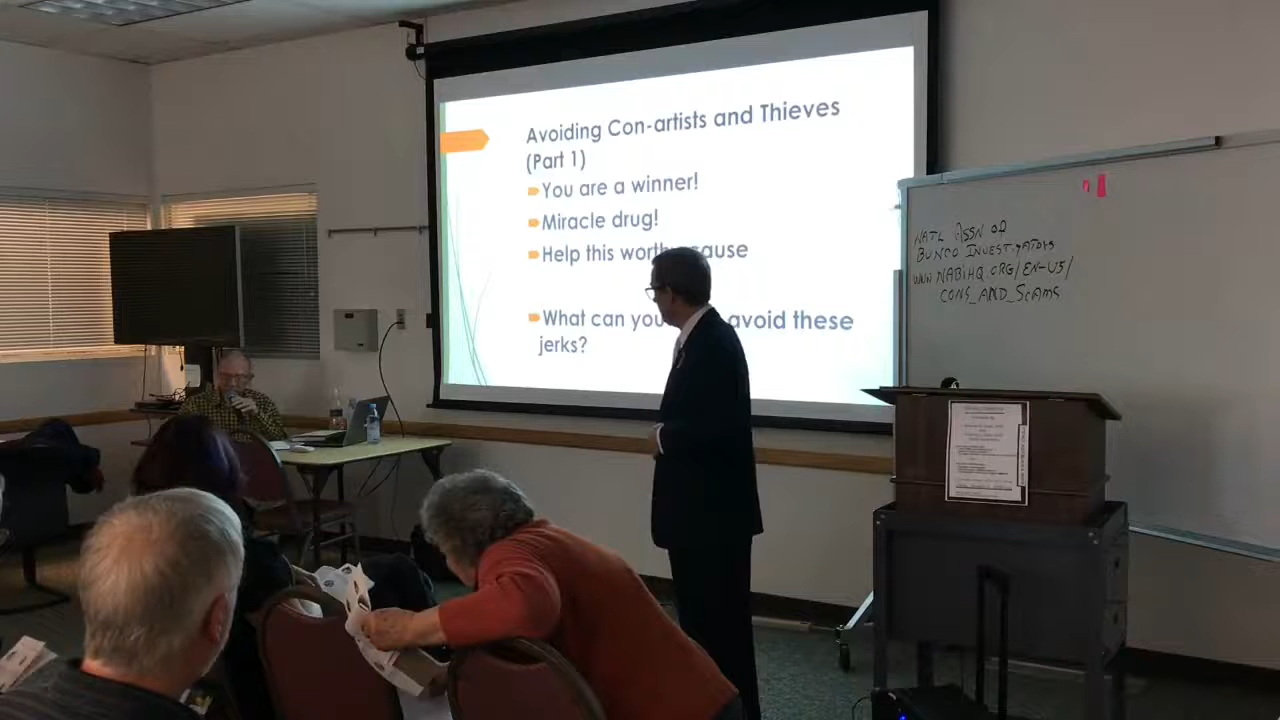 Avoiding Con-artists and Thieves
(Part 1)
You are a winner!
Miracle drug!
Help this worthy cause
What can you avoid these
jerks?
NATL ASSN OF
BUNCO INVESTIGATORS
WWW.NABIHQ.ORG/EN-US/
CONS_AND_SCAMS